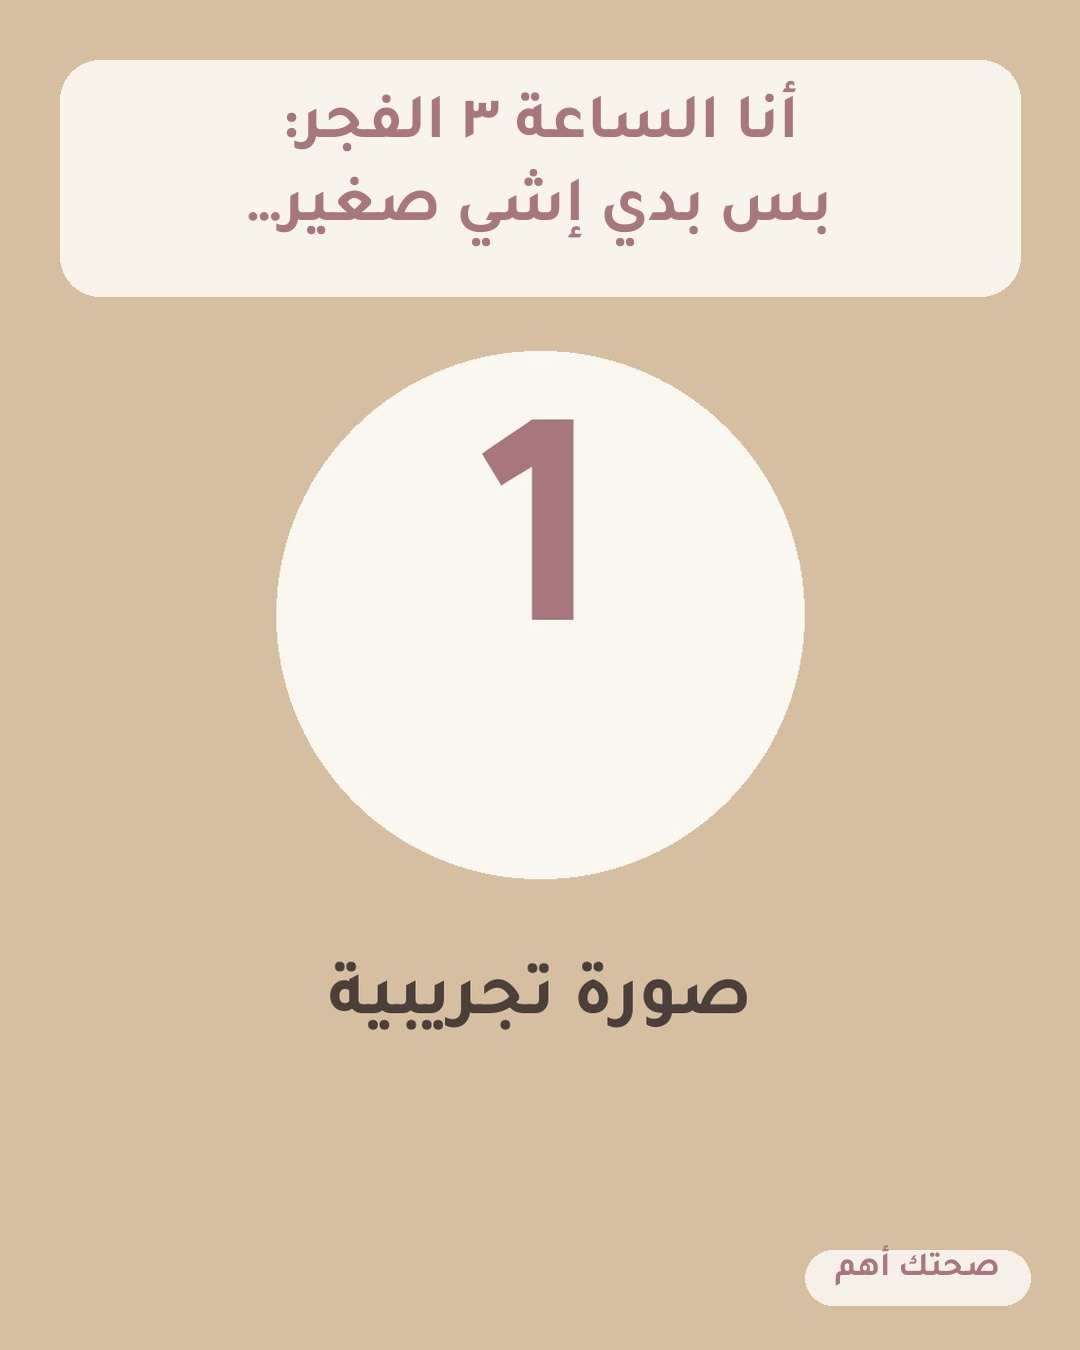 أنا الساعة ٣ الفجر:
بس بدي إشي صغير...
1
صورة تجريبية
صحتك أهم